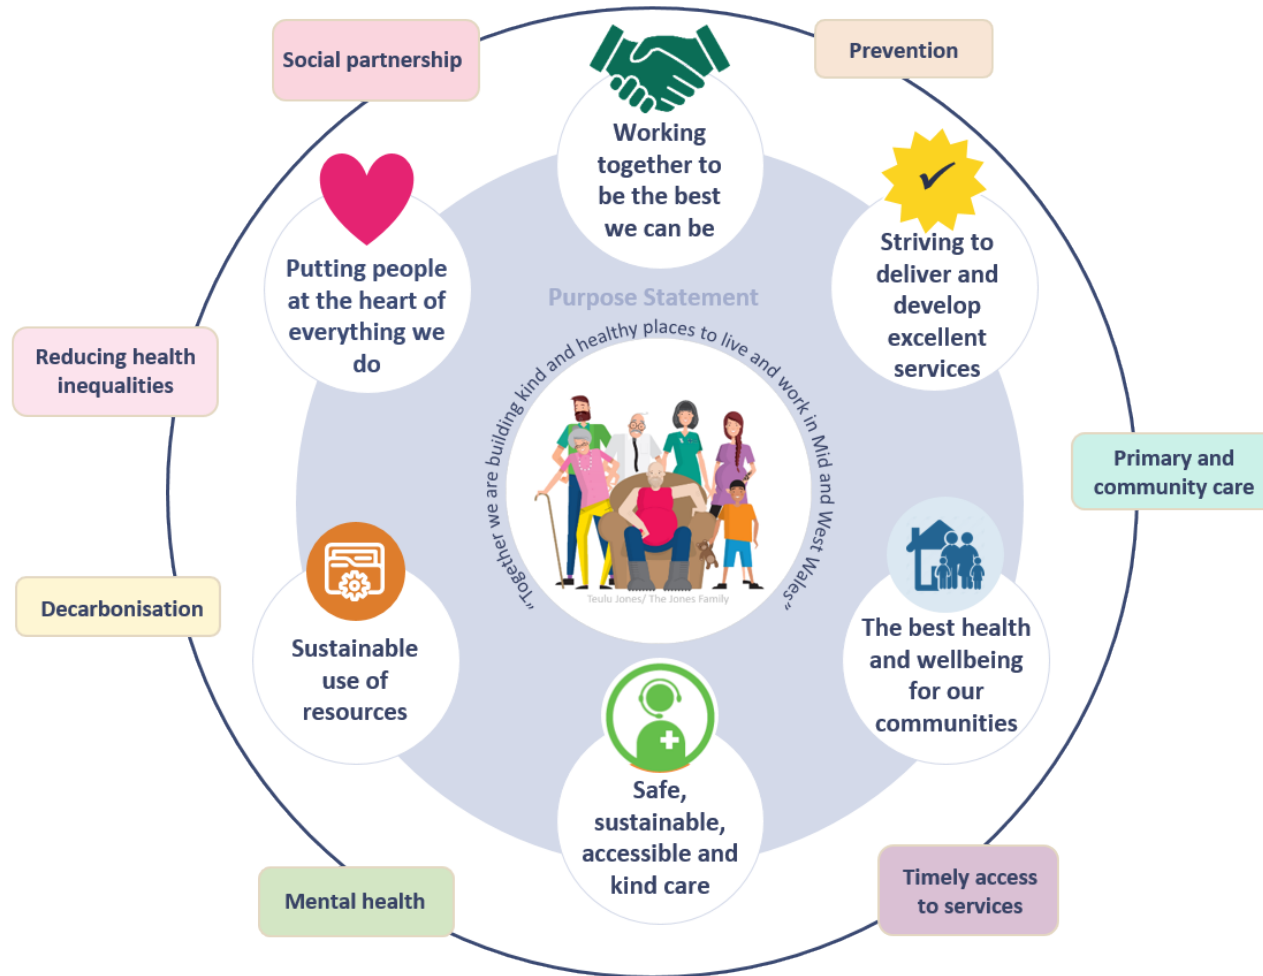 Social partnership
Prevention
Working
together to
be the best
we can be
Striving to
deliver and
develop
excellent
services
Putting people
at the heart of
everything we
do
Purpose Statement
"Together we are building kind and healthy places to live and work in Mid and West Wales"
Reducing health
inequalities
Primary and
community care
Teulu Jones/ The Jones Family
Decarbonisation
Sustainable
use of
resources
The best health
and wellbeing
for our
communities
Safe,
sustainable,
accessible and
kind care
Mental health
Timely access
to services